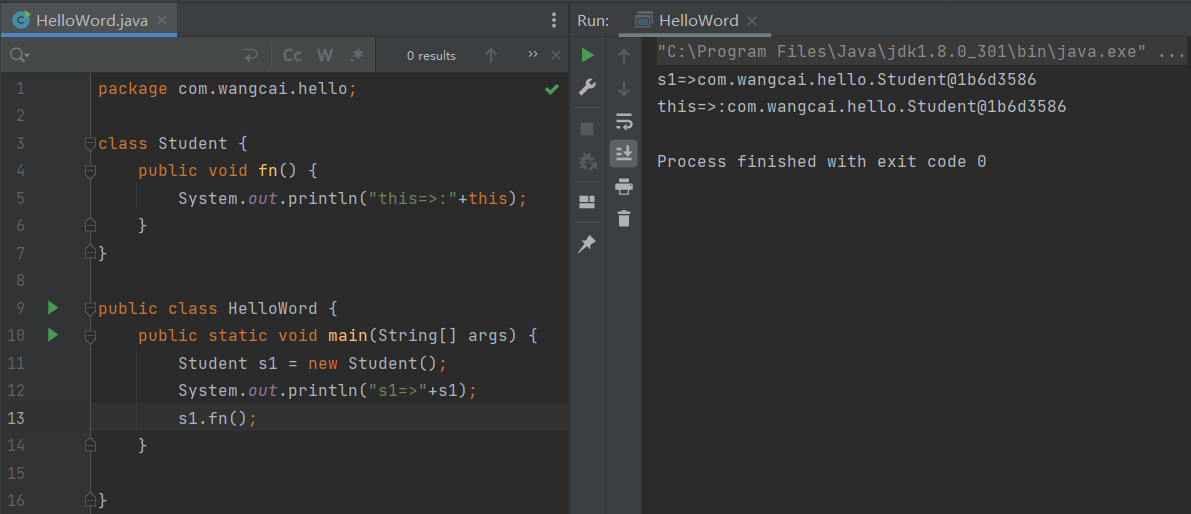 HelloWord.java
Cc W .*
0 results
1 package com.wangcai.hello;
2
3 class Student {
4 public void fn() {
5 System.out.println("this=>:"+this);
6 }
7 }
8
9 public class HelloWord {
10 public static void main(String[] args) {
11 Student s1 = new Student();
12 System.out.println("s1=>"+s1);
13 s1.fn();
14 }
15
16 }
Run: HelloWord
"C:\Program Files\Java\jdk1.8.0_301\bin\java.exe" ...
s1=>com.wangcai.hello.Student@1b6d3586
this=>:com.wangcai.hello.Student@1b6d3586
Process finished with exit code 0